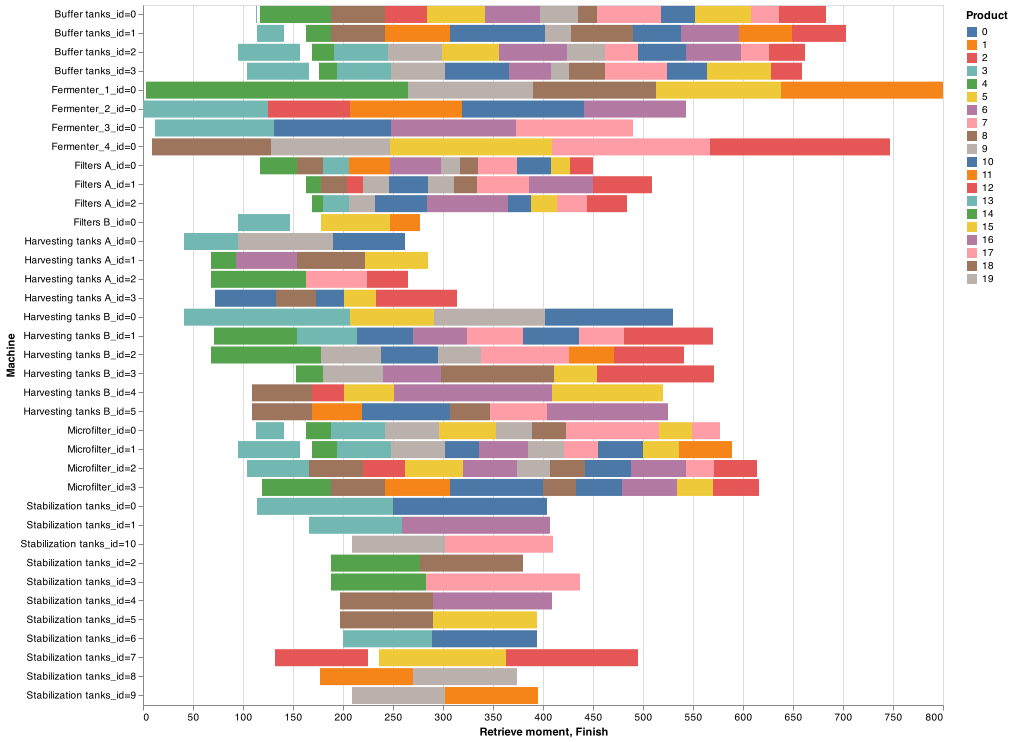 Buffer tanks_id=0
Buffer tanks_id=1
Buffer tanks_id=2
Buffer tanks_id=3
Fermenter_1_id=0
Fermenter_2_id=0
Fermenter_3_id=0
Fermenter_4_id=0
Filters A_id=0
Filters A_id=1
Filters A_id=2
Filters B_id=0
Harvesting tanks A_id=0
Harvesting tanks A_id=1
Harvesting tanks A_id=2
Harvesting tanks A_id=3
Harvesting tanks B_id=0
Harvesting tanks B_id=1
Harvesting tanks B_id=2
Harvesting tanks B_id=3
Harvesting tanks B_id=4
Harvesting tanks B_id=5
Microfilter_id=0
Microfilter_id=1
Microfilter_id=2
Microfilter_id=3
Stabilization tanks_id=0
Stabilization tanks_id=1
Stabilization tanks_id=10
Stabilization tanks_id=2
Stabilization tanks_id=3
Stabilization tanks_id=4
Stabilization tanks_id=5
Stabilization tanks_id=6
Stabilization tanks_id=7
Stabilization tanks_id=8
Stabilization tanks_id=9
Machine
0 50 100 150 200 250 300 350 400 450 500 550 600 650 700 750 800
Retrieve moment, Finish
Product
0
1
2
3
4
5
6
7
8
9
10
11
12
13
14
15
16
17
18
19